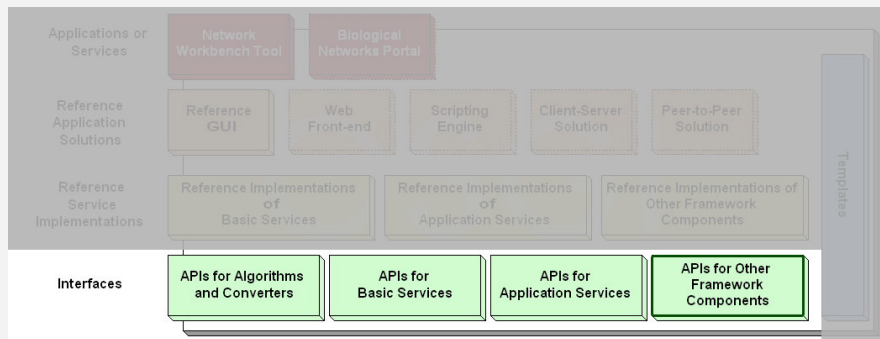 Applications or
Services
Network
Workbench Tool
Biological
Networks Portal
Reference
Application
Solutions
Reference
GUI
Web
Front-end
Scripting
Engine
Client-Server
Solution
Peer-to-Peer
Solution
Templates
Reference
Service
Implementations
Reference Implementations
of
Basic Services
Reference Implementations
of
Application Services
Reference Implementations of
Other Framework
Components
Interfaces
APIs for Algorithms
and Converters
APIs for
Basic Services
APIs for
Application Services
APIs for Other
Framework
Components